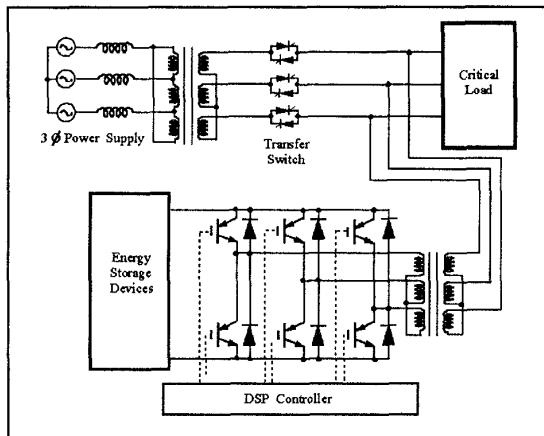 3 Ø Power Supply
Transfer
Switch
Critical
Load
Energy
Storage
Devices
DSP Controller